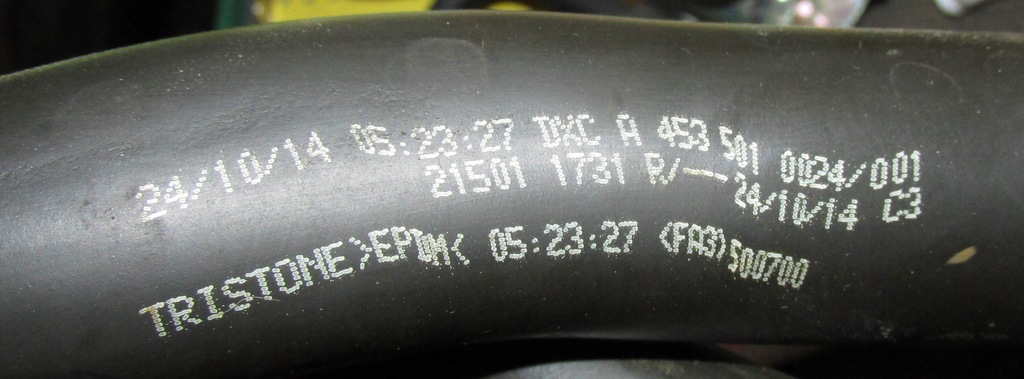 24/10/14 05:23:27 DXC A 453 501 0024/001
21501 1731 R/--- 24/10/14 C3
TRISTONE>EPDM< 05:23:27 (FA3)S00700